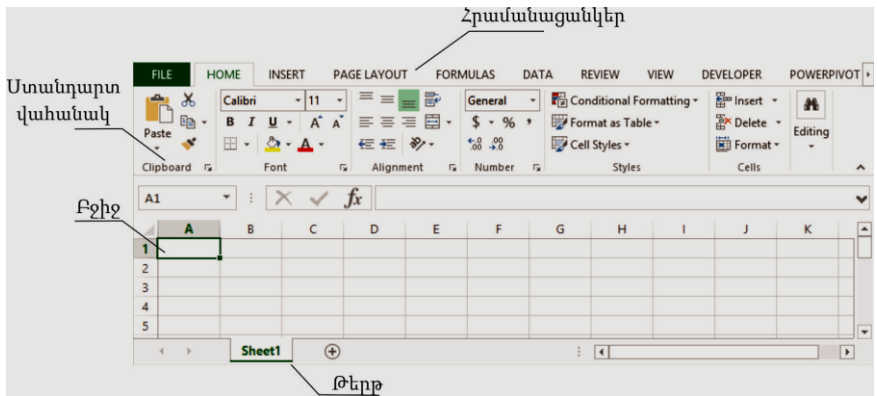 Հրամանացանկեր
FILE HOME INSERT PAGE LAYOUT FORMULAS DATA REVIEW VIEW DEVELOPER POWERPIVOT
Ստանդարտ
վահանակ
Calibri 11 General Conditional Formatting Insert
Paste B I U A A $ % , Format as Table Delete Editing
A .00 .00 Cell Styles Format
Clipboard Font Alignment Number Styles Cells
A1 fx
Բջիջ
A B C D E F G H I J K
1
2
3
4
5
Sheet1
Թերթ